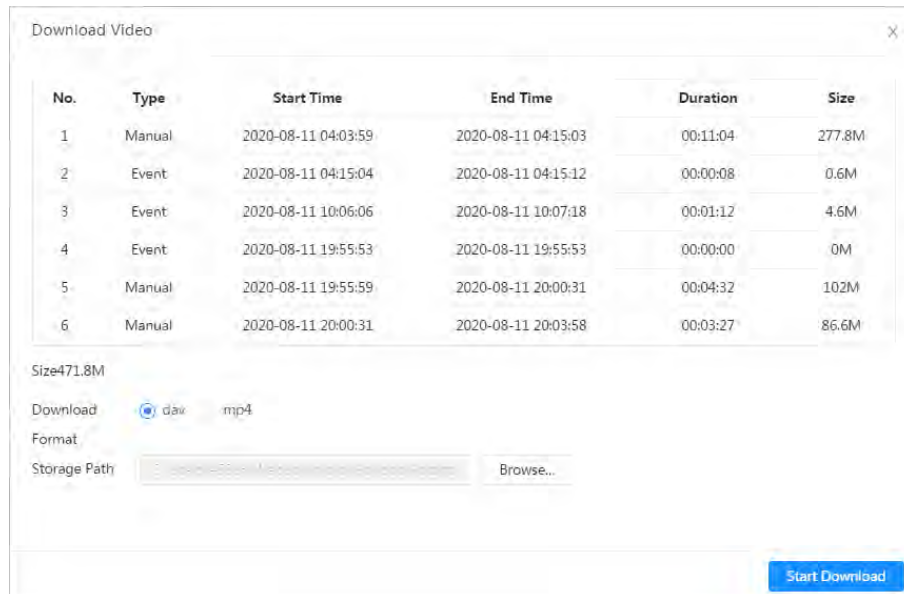 Download Video X
No. Type Start Time End Time Duration Size
1 Manual 2020-08-11 04:03:59 2020-08-11 04:15:03 00:11:04 277.8M
2 Event 2020-08-11 04:15:04 2020-08-11 04:15:12 00:00:08 0.6M
3 Event 2020-08-11 10:06:06 2020-08-11 10:07:18 00:01:12 4.6M
4 Event 2020-08-11 19:55:53 2020-08-11 19:55:53 00:00:00 0M
5 Manual 2020-08-11 19:55:59 2020-08-11 20:00:31 00:04:32 102M
6 Manual 2020-08-11 20:00:31 2020-08-11 20:03:58 00:03:27 86.6M
Size471.8M
Download dav mp4
Format
Storage Path Browse...
Start Download